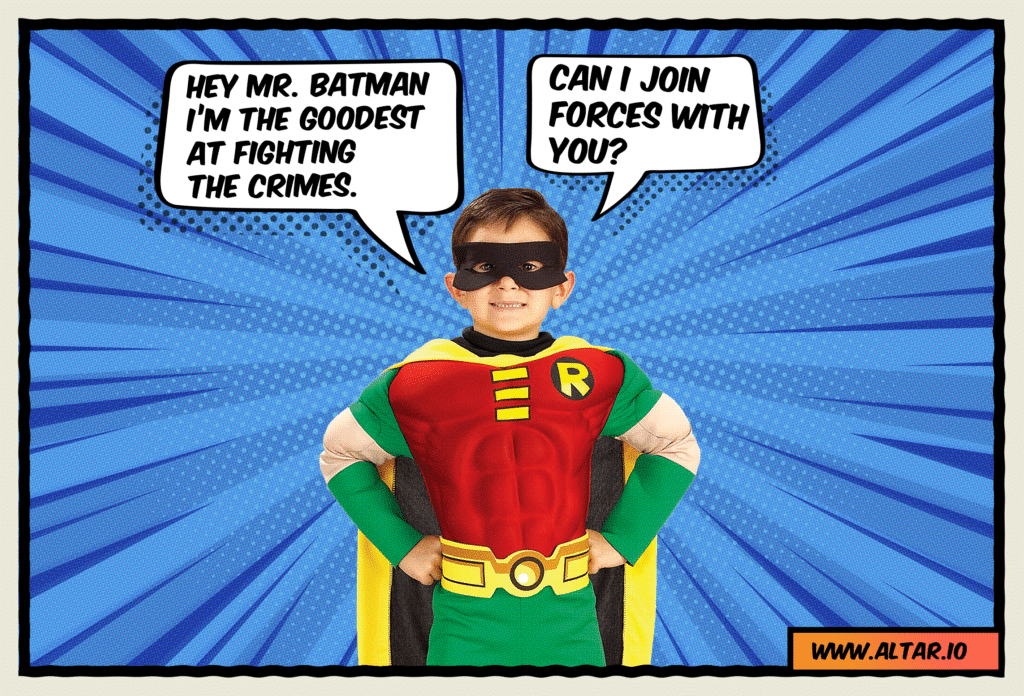 HEY MR. BATMAN
I'M THE GOODEST
AT FIGHTING
THE CRIMES.
CAN I JOIN
FORCES WITH
YOU?
R
WWW.ALTAR.IO